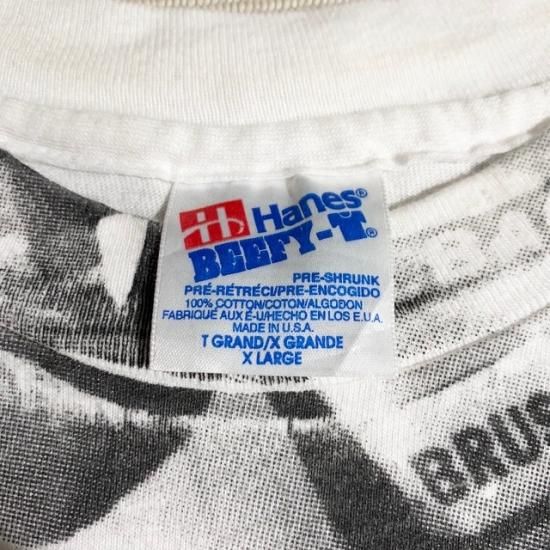 Hanes®
BEEFY-T®
PRE-SHRUNK
PRÉ-RÉTRÉCI/PRE-ENCOGIDO
100% COTTON/COTON/ALGODON
FABRIQUÉ AUX É-U/HECHO EN LOS E.U.A.
MADE IN U.S.A.
T GRAND/X GRANDE
X LARGE
BRUS